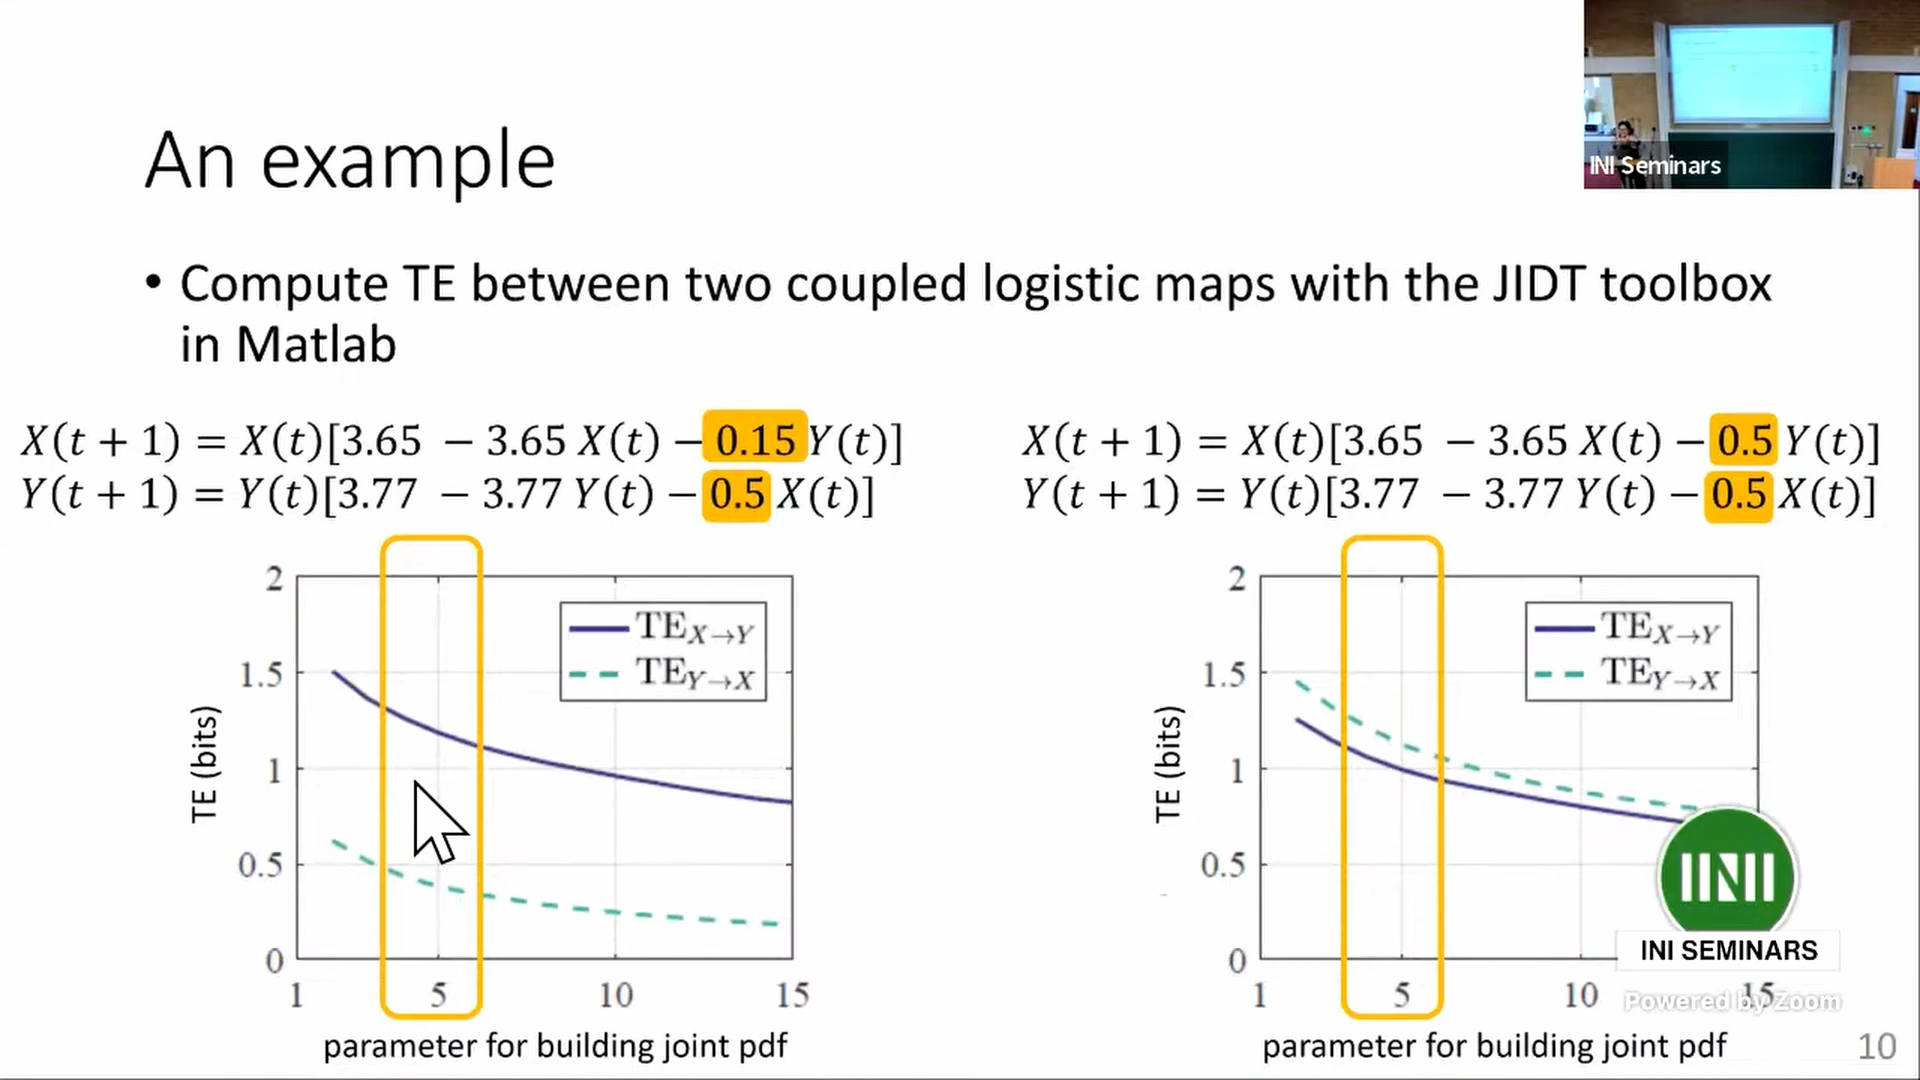 INI Seminars
An example
• Compute TE between two coupled logistic maps with the JIDT toolbox
in Matlab
X(t + 1) = X(t)[3.65 − 3.65 X(t) − 0.15 Y(t)]
Y(t + 1) = Y(t)[3.77 − 3.77 Y(t) − 0.5 X(t)]
X(t + 1) = X(t)[3.65 − 3.65 X(t) − 0.5 Y(t)]
Y(t + 1) = Y(t)[3.77 − 3.77 Y(t) − 0.5 X(t)]
2
1.5
1
0.5
0
TE (bits)
TE_{X→Y}
TE_{Y→X}
1 5 10 15
parameter for building joint pdf
2
1.5
1
0.5
0
TE (bits)
TE_{X→Y}
TE_{Y→X}
1 5 10 15
parameter for building joint pdf
INI
INI SEMINARS
Powered by Zoom
10